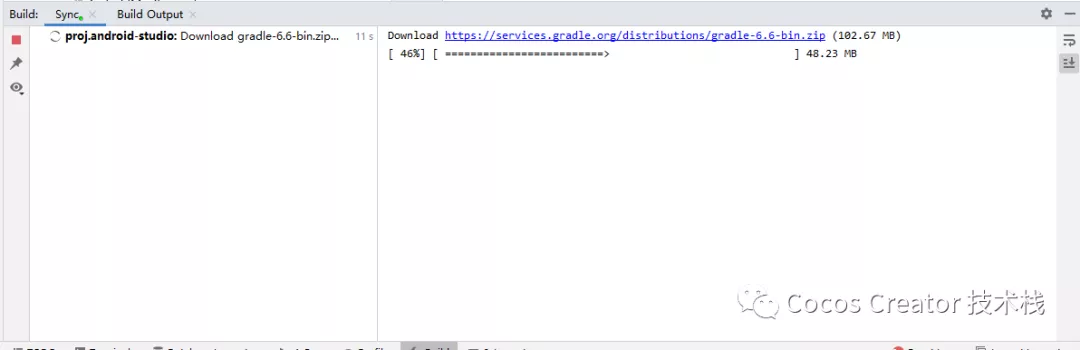 Build: Sync Build Output
proj.android-studio: Download gradle-6.6-bin.zip... 11 s
Download https://services.gradle.org/distributions/gradle-6.6-bin.zip (102.67 MB)
[ 46%] [ =========================> ] 48.23 MB
Cocos Creator 技术栈